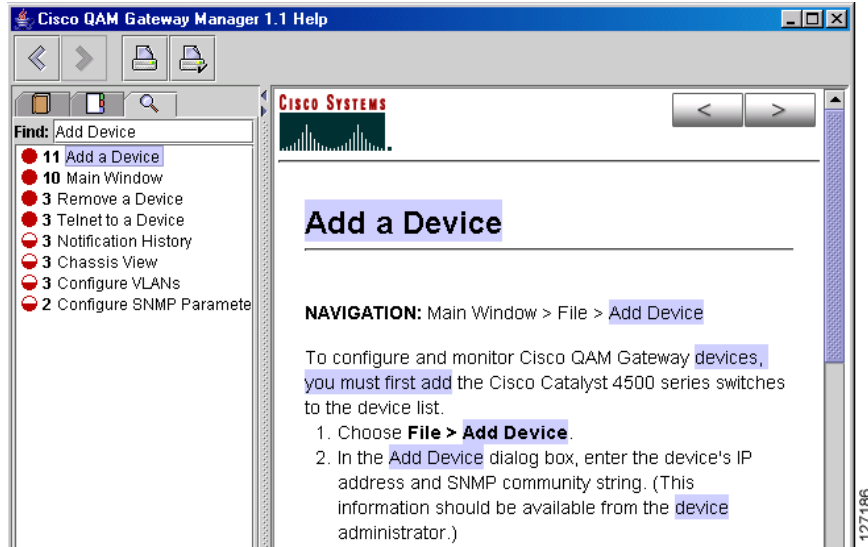 Cisco QAM Gateway Manager 1.1 Help
Find: Add Device
11 Add a Device
10 Main Window
3 Remove a Device
3 Telnet to a Device
3 Notification History
3 Chassis View
3 Configure VLANs
2 Configure SNMP Paramete
CISCO SYSTEMS
< >
Add a Device
NAVIGATION: Main Window > File > Add Device
To configure and monitor Cisco QAM Gateway devices,
you must first add the Cisco Catalyst 4500 series switches
to the device list.
1. Choose File > Add Device.
2. In the Add Device dialog box, enter the device's IP
address and SNMP community string. (This
information should be available from the device
administrator.)
127186